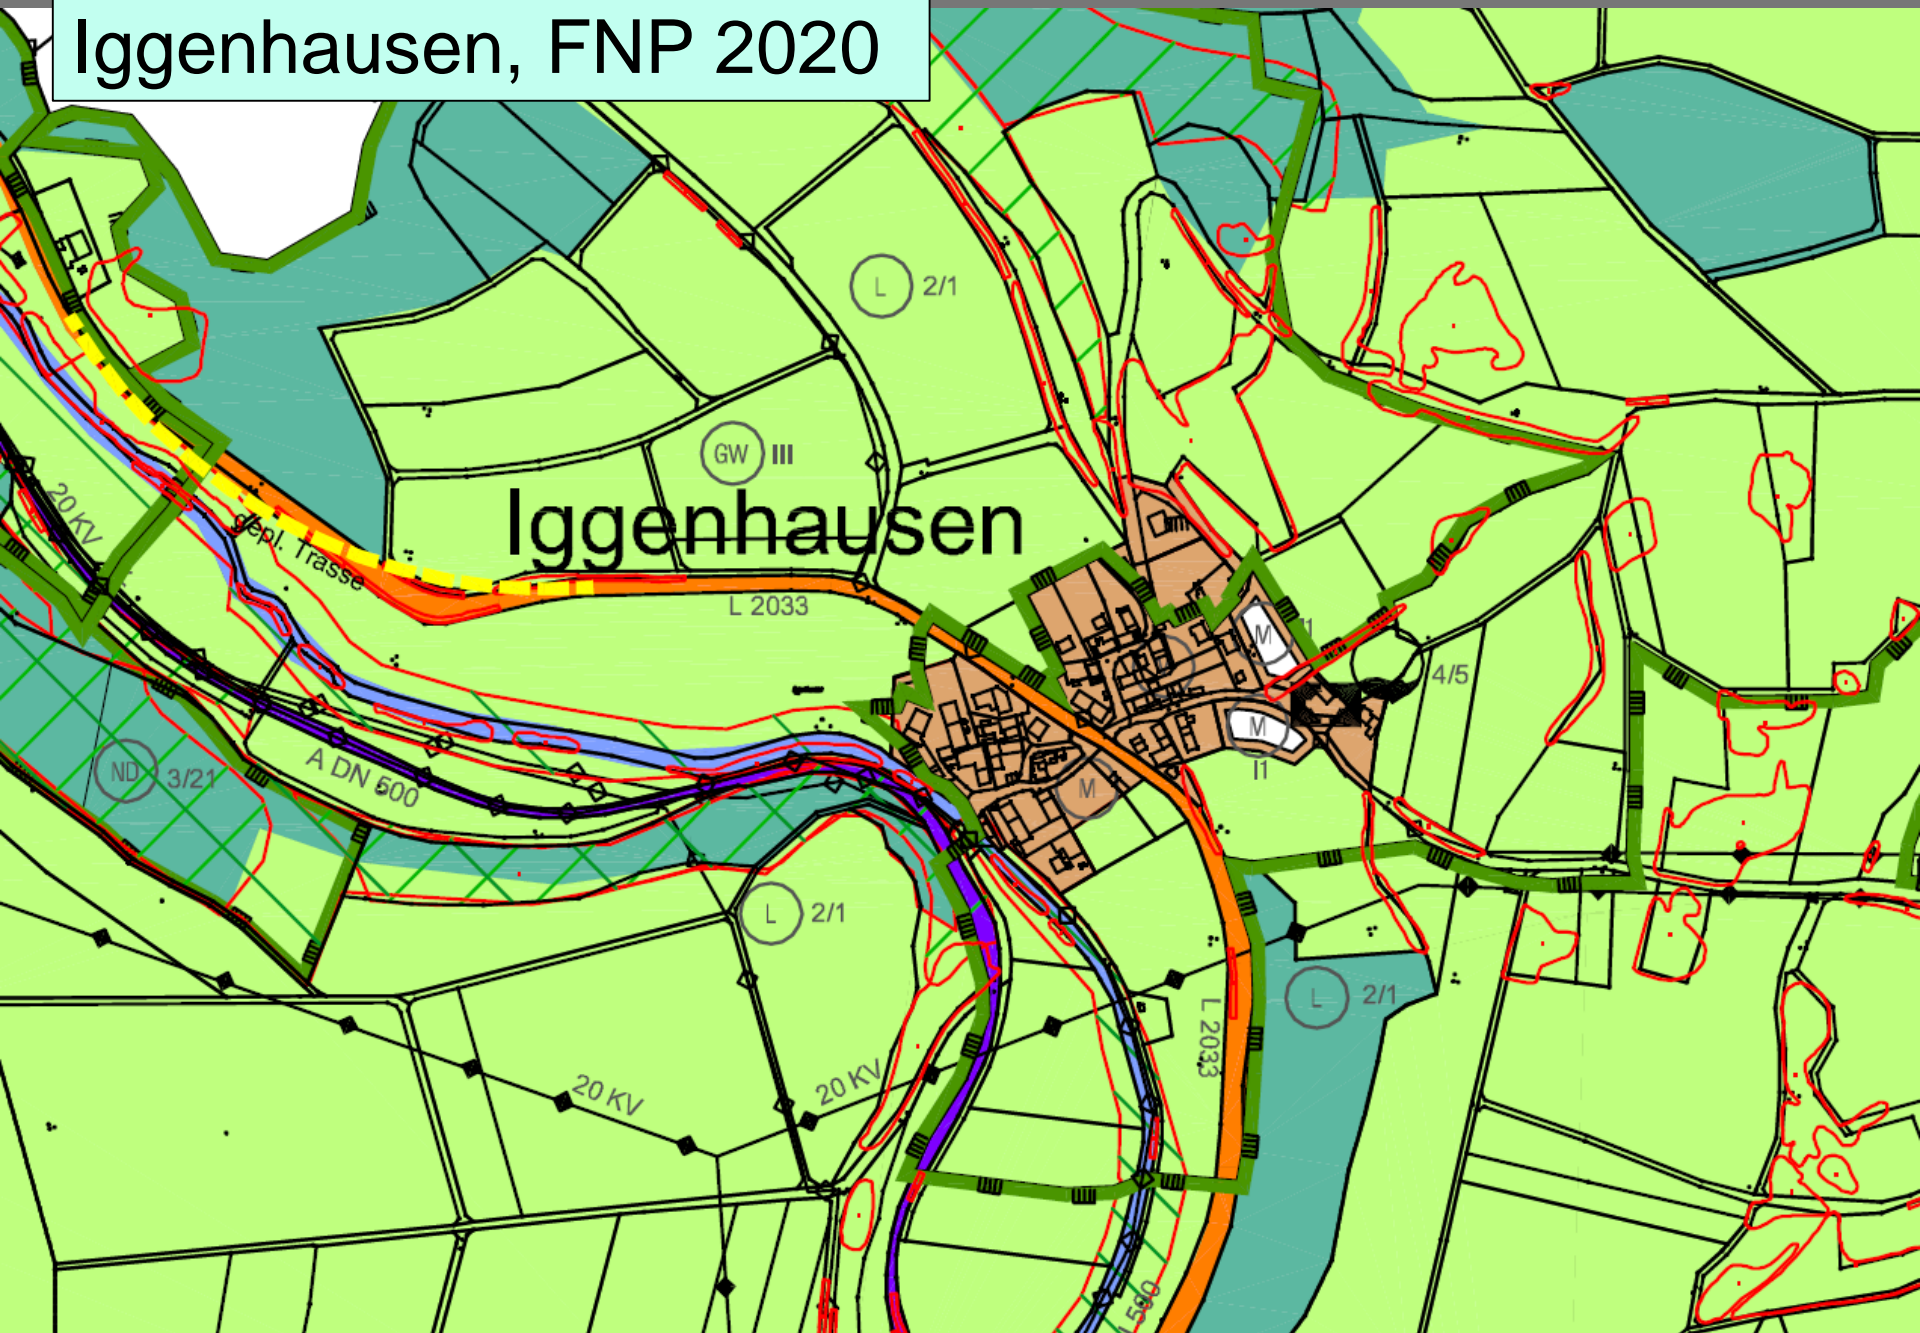 Iggenhausen, FNP 2020
L 2/1
GW III
20 KV
Iggenhausen
gepl. Trasse
L 2033
M
4/5
M
I1
ND 3/21
A DN 500
M
L 2/1
L 2/1
L 2033
20 KV
20 KV